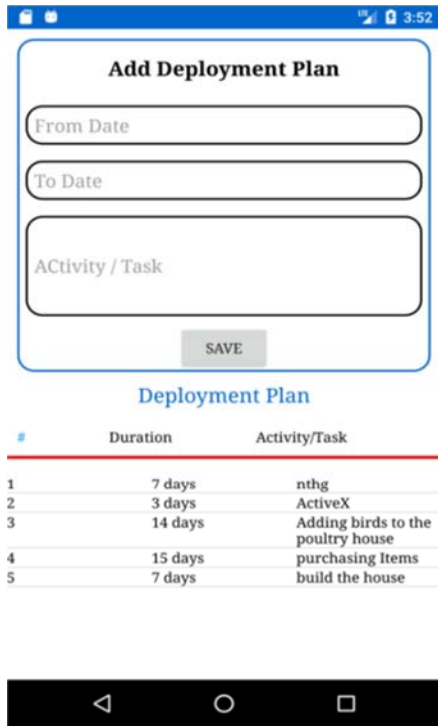 LTE 3:52
Add Deployment Plan
From Date
To Date
ACtivity / Task
SAVE
Deployment Plan
# Duration Activity/Task
1 7 days nthg
2 3 days ActiveX
3 14 days Adding birds to the
poultry house
4 15 days purchasing Items
5 7 days build the house